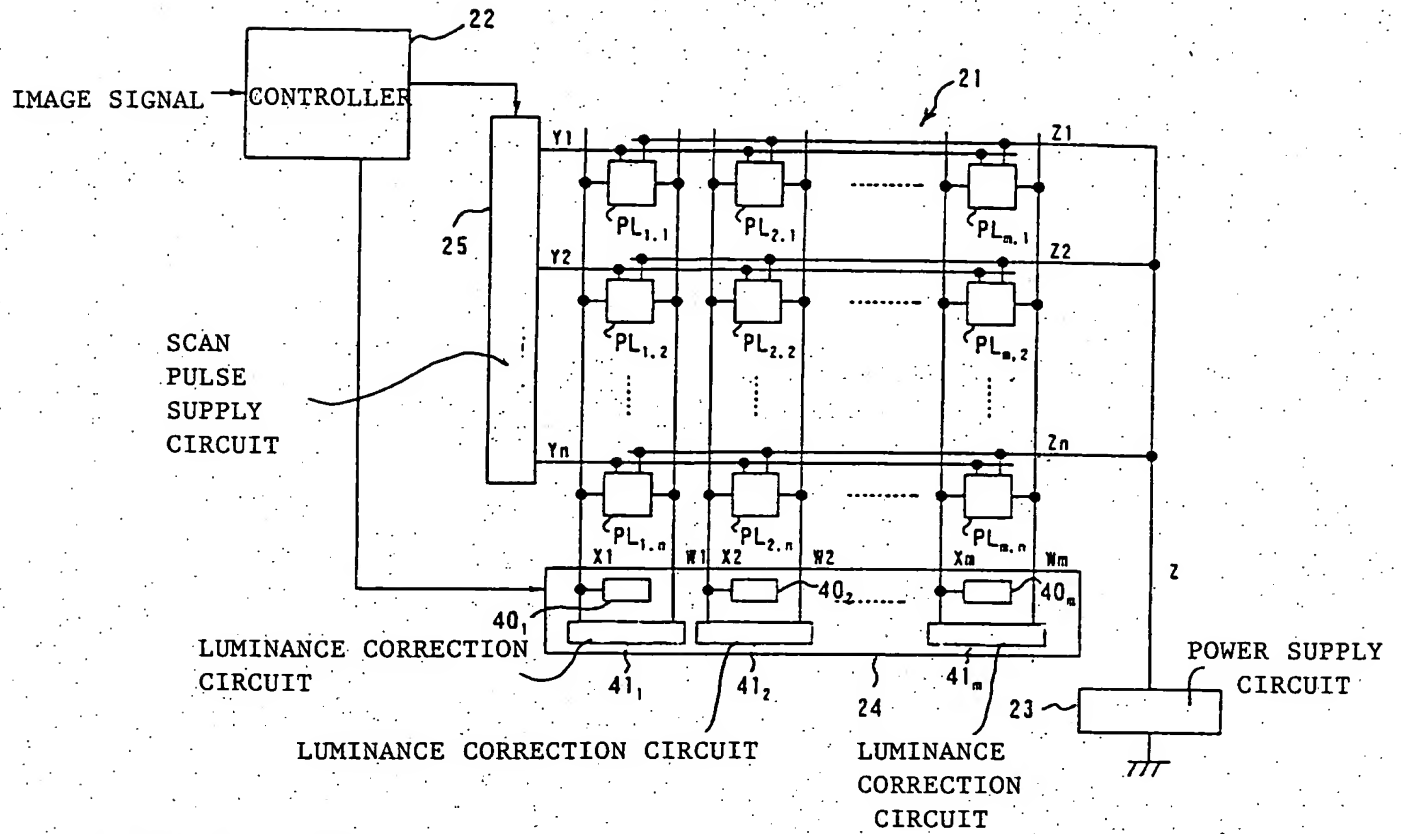 22
IMAGE SIGNAL
CONTROLLER
21
Y1
Z1
25
PL1,1
PL2,1
PLm,1
Y2
Z2
PL1,2
PL2,2
PLm,2
SCAN
PULSE
SUPPLY
CIRCUIT
Yn
Zn
PL1,n
PL2,n
PLm,n
X1
W1
X2
W2
Xm
Wm
Z
401
402
40m
LUMINANCE CORRECTION
CIRCUIT
411
412
24
41m
23
POWER SUPPLY
CIRCUIT
LUMINANCE CORRECTION CIRCUIT
LUMINANCE
CORRECTION
CIRCUIT